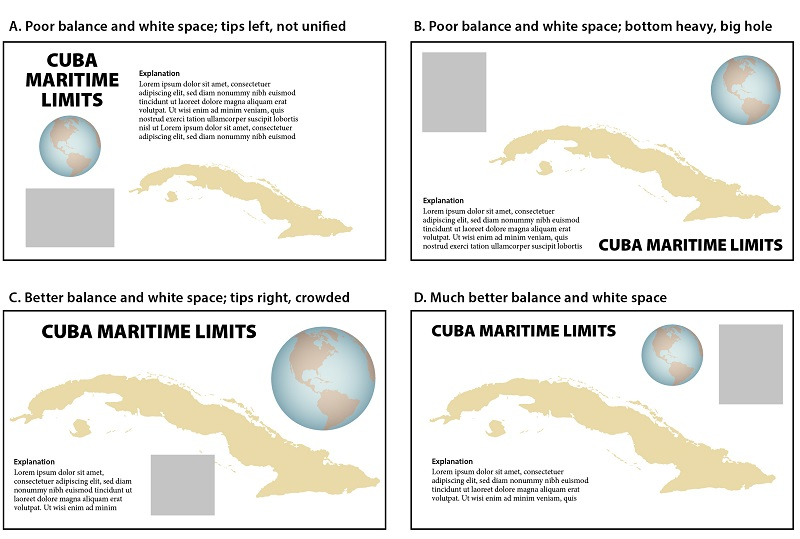 A. Poor balance and white space; tips left, not unified
CUBA
MARITIME
LIMITS
Explanation
Lorem ipsum dolor sit amet, consectetuer
adipiscing elit, sed diam nonummy nibh euismod
tincidunt ut laoreet dolore magna aliquam erat
volutpat. Ut wisi enim ad minim veniam, quis
nostrud exerci tation ullamcorper suscipit lobortis
nisl ut Lorem ipsum dolor sit amet, consectetuer
adipiscing elit, sed diam nonummy nibh euismod
B. Poor balance and white space; bottom heavy, big hole
Explanation
Lorem ipsum dolor sit amet, consectetuer
adipiscing elit, sed diam nonummy nibh euismod
tincidunt ut laoreet dolore magna aliquam erat
volutpat. Ut wisi enim ad minim veniam, quis
nostrud exerci tation ullamcorper suscipit lobortis
CUBA MARITIME LIMITS
C. Better balance and white space; tips right, crowded
CUBA MARITIME LIMITS
Explanation
Lorem ipsum dolor sit amet,
consectetuer adipiscing elit, sed diam
nonummy nibh euismod tincidunt ut
laoreet dolore magna aliquam erat
volutpat. Ut wisi enim ad minim
D. Much better balance and white space
CUBA MARITIME LIMITS
Explanation
Lorem ipsum dolor sit amet, consectetuer
adipiscing elit, sed diam nonummy nibh euismod
tincidunt ut laoreet dolore magna aliquam erat
volutpat. Ut wisi enim ad minim veniam, quis